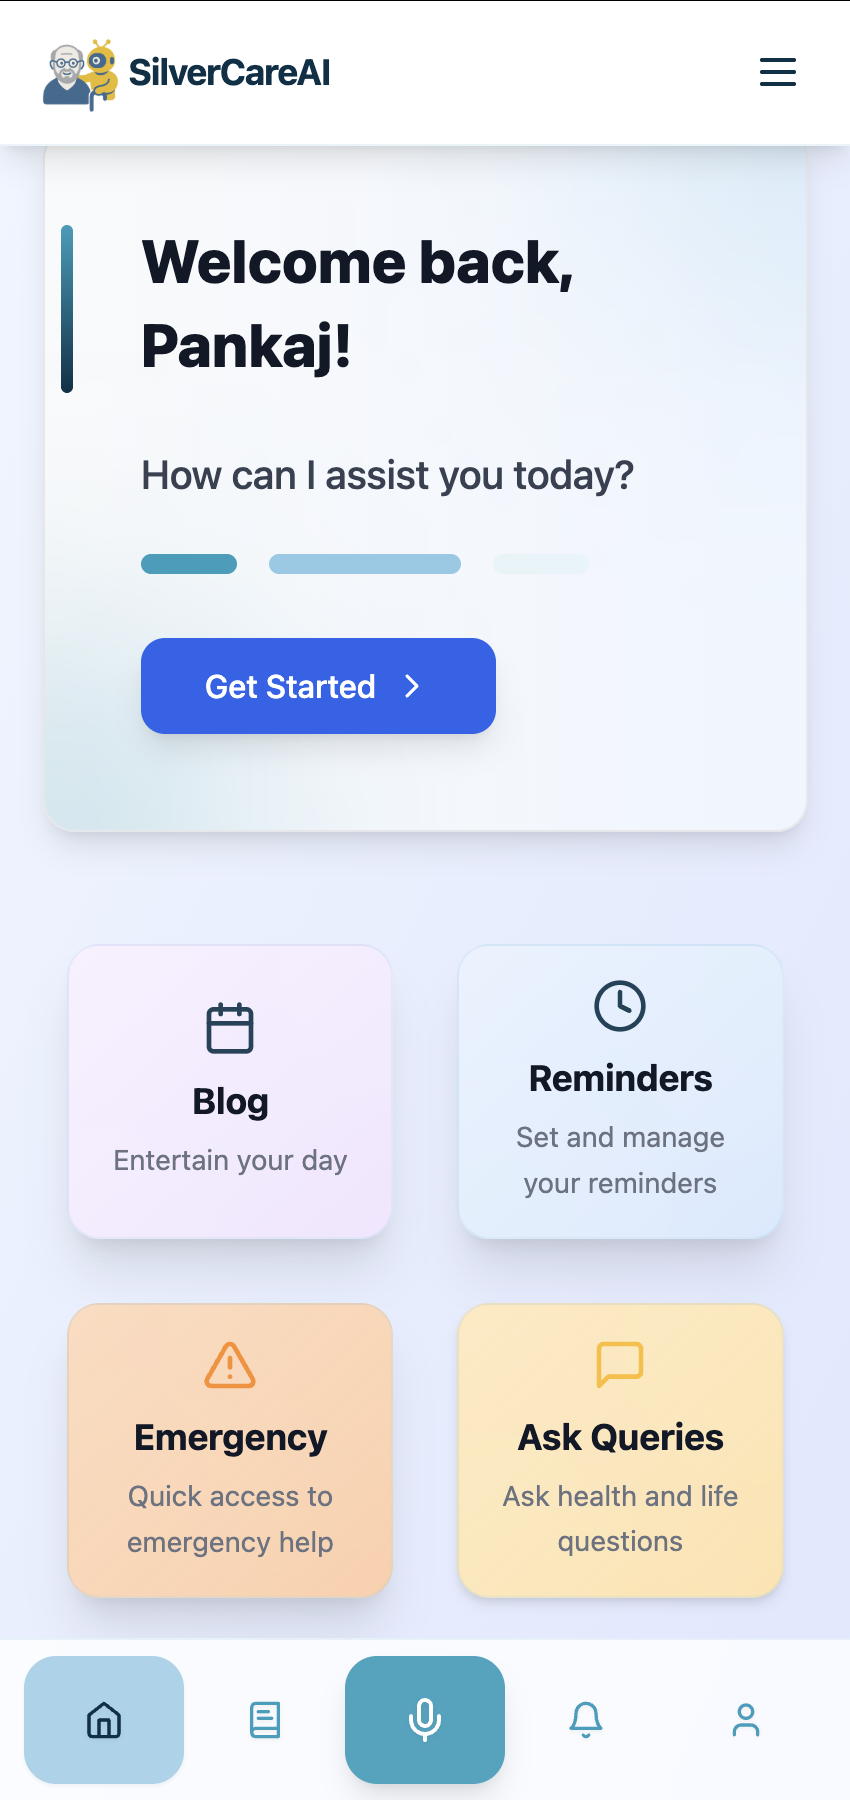 SilverCareAI
Welcome back,
Pankaj!
How can I assist you today?
Get Started
Blog
Entertain your day
Reminders
Set and manage
your reminders
Emergency
Quick access to
emergency help
Ask Queries
Ask health and life
questions